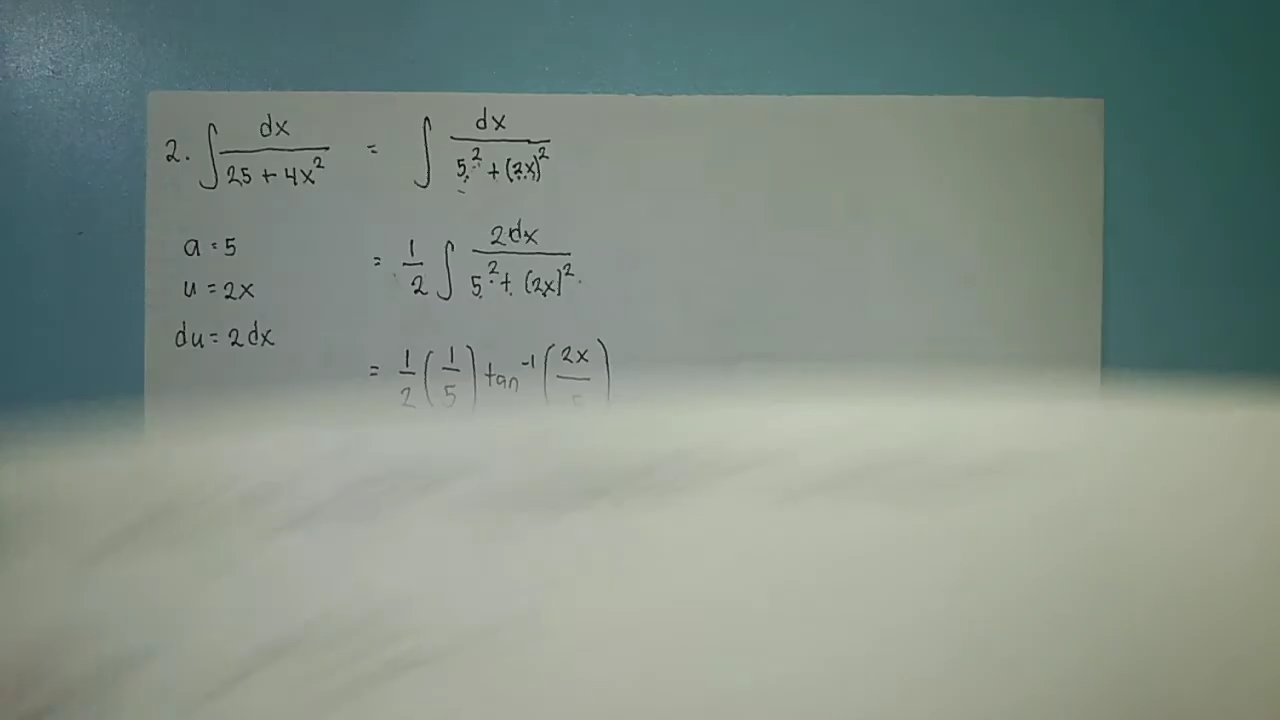 2. ∫ dx / (25 + 4x²) = ∫ dx / (5² + (2x)²)
a = 5
u = 2x
du = 2dx
= 1/2 ∫ 2dx / (5² + (2x)²)
= 1/2 (1/5) tan⁻¹ (2x/5)